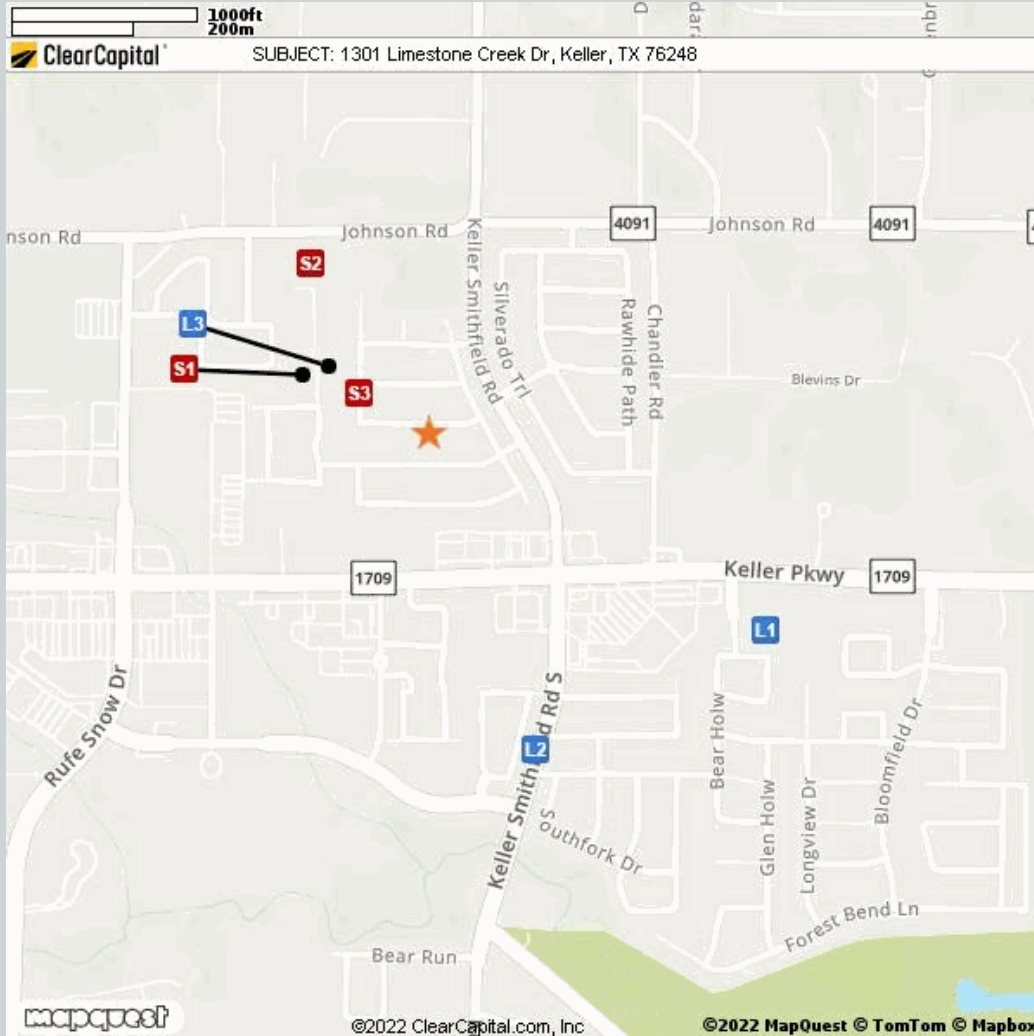 1000ft
200m
ClearCapital
SUBJECT: 1301 Limestone Creek Dr, Keller, TX 76248
nson Rd
Johnson Rd
4091
Johnson Rd
4091
S2
Keller Smithfield Rd
Silverado Trl
Rawhide Path
Chandler Rd
L3
S1
S3
Blevins Dr
1709
Keller Pkwy
1709
L1
Rufe Snow Dr
Keller Smithfield Rd S
L2
Bear Holw
Glen Holw
Longview Dr
Bloomfield Dr
Southfork Dr
Forest Bend Ln
Bear Run
mapquest
©2022 ClearCapital.com, Inc
©2022 MapQuest © TomTom © Mapbox